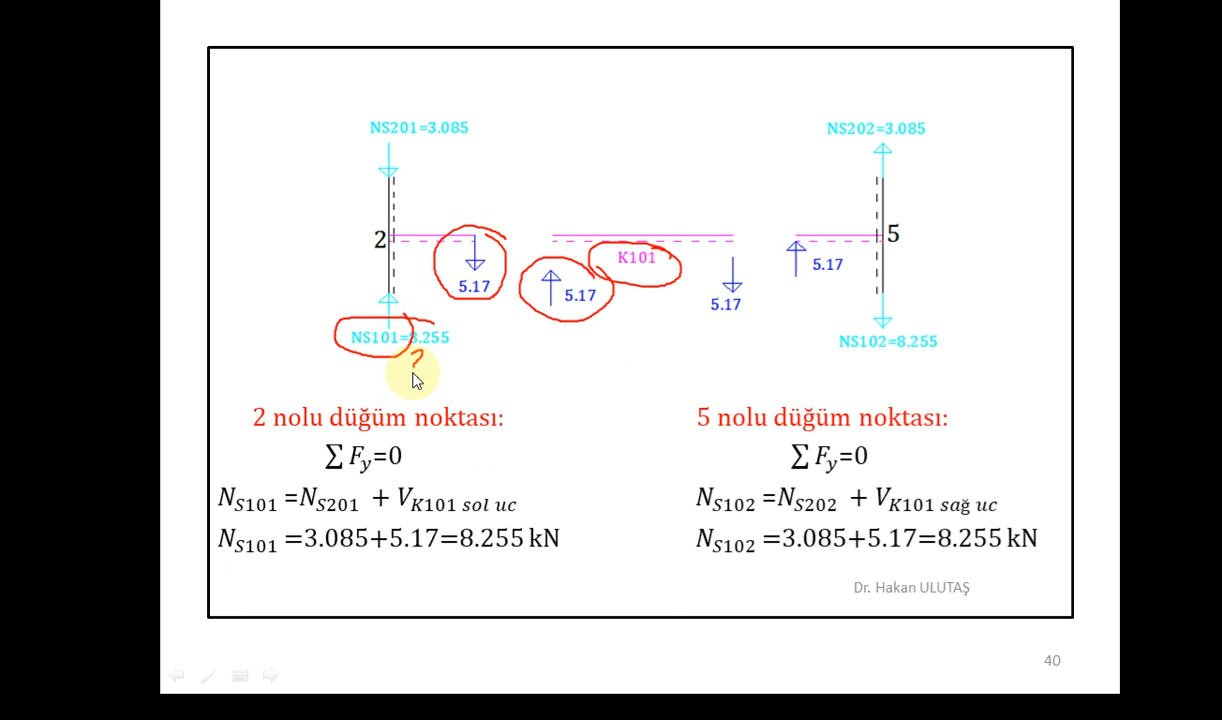 NS201=3.085
NS202=3.085
2
5
K101
5.17
5.17
5.17
5.17
NS101=8.255
NS102=8.255
?
2 nolu düğüm noktası:
∑ Fy=0
NS101 =NS201 + VK101 sol uc
NS101 =3.085+5.17=8.255 kN
5 nolu düğüm noktası:
∑ Fy=0
NS102 =NS202 + VK101 sağ uc
NS102 =3.085+5.17=8.255 kN
Dr. Hakan ULUTAŞ
40